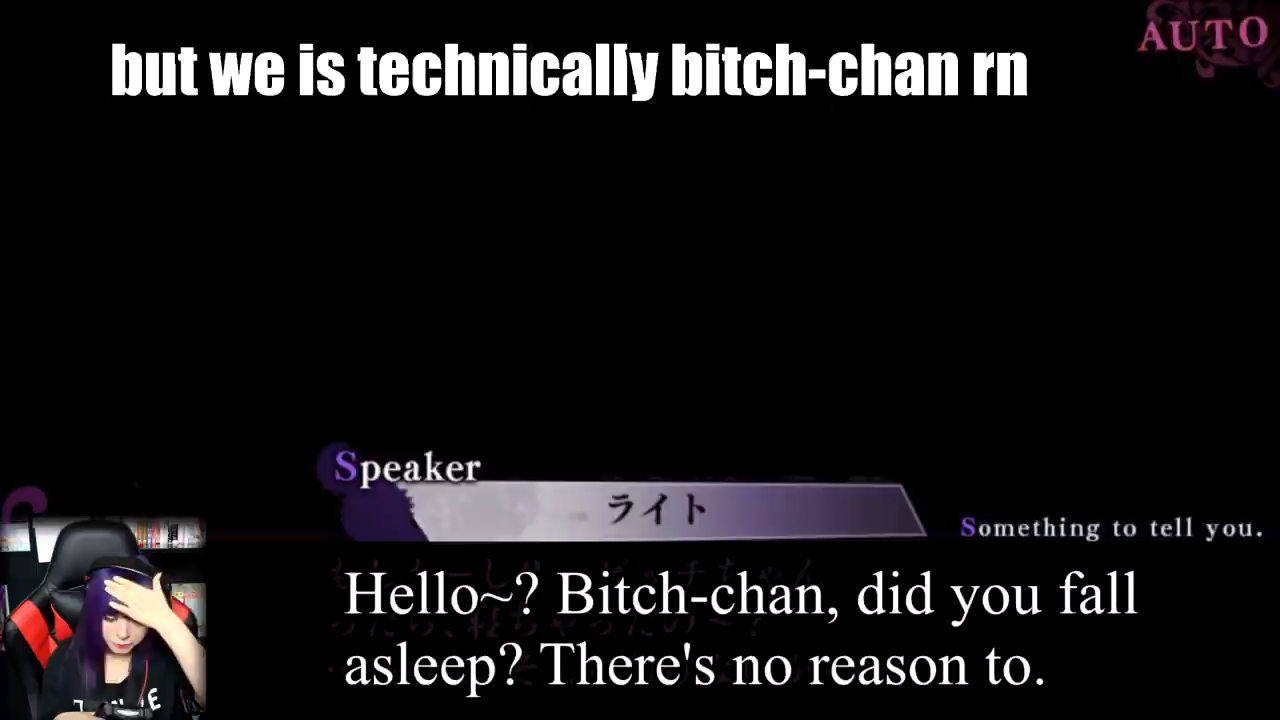 AUTO
but we is technically bitch-chan rn
Speaker
ライト
Something to tell you.
Hello~? Bitch-chan, did you fall
asleep? There's no reason to.